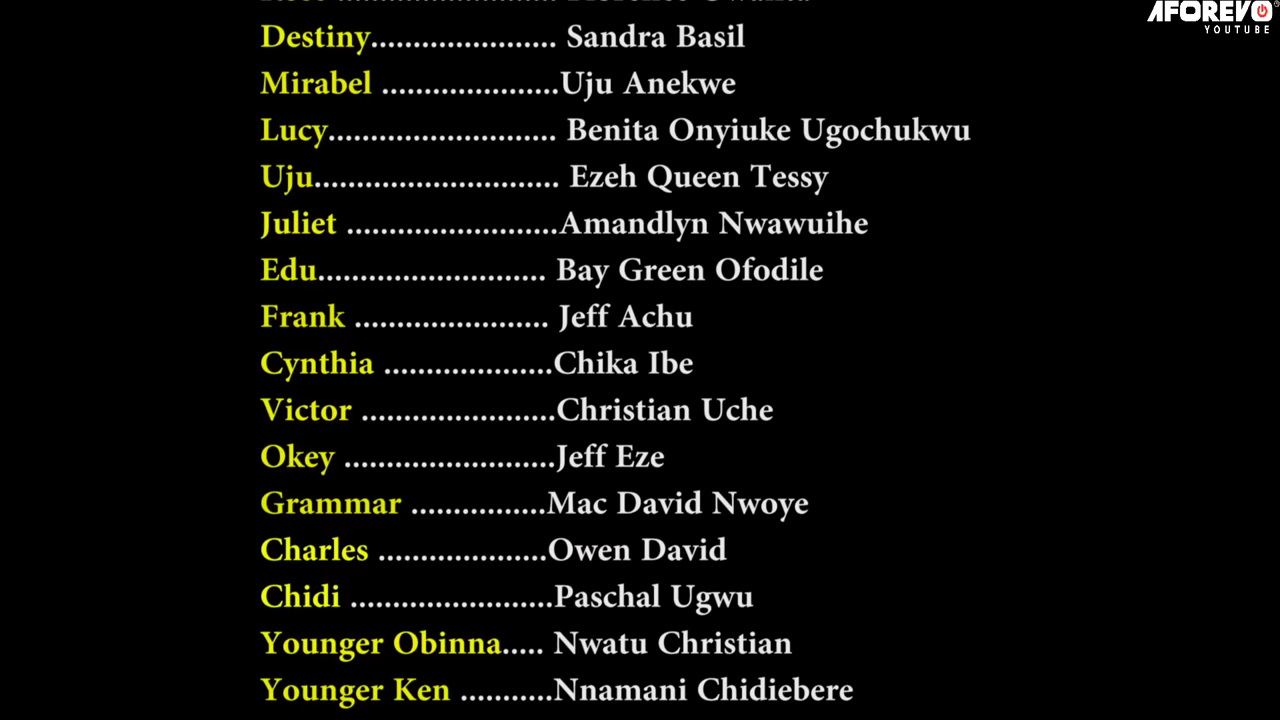 AFOREVO
YOUTUBE
Destiny...................... Sandra Basil
Mirabel .....................Uju Anekwe
Lucy........................... Benita Onyiuke Ugochukwu
Uju............................. Ezeh Queen Tessy
Juliet .........................Amandlyn Nwawuihe
Edu........................... Bay Green Ofodile
Frank ....................... Jeff Achu
Cynthia ....................Chika Ibe
Victor .......................Christian Uche
Okey .........................Jeff Eze
Grammar ................Mac David Nwoye
Charles ....................Owen David
Chidi ........................Paschal Ugwu
Younger Obinna..... Nwatu Christian
Younger Ken ...........Nnamani Chidiebere